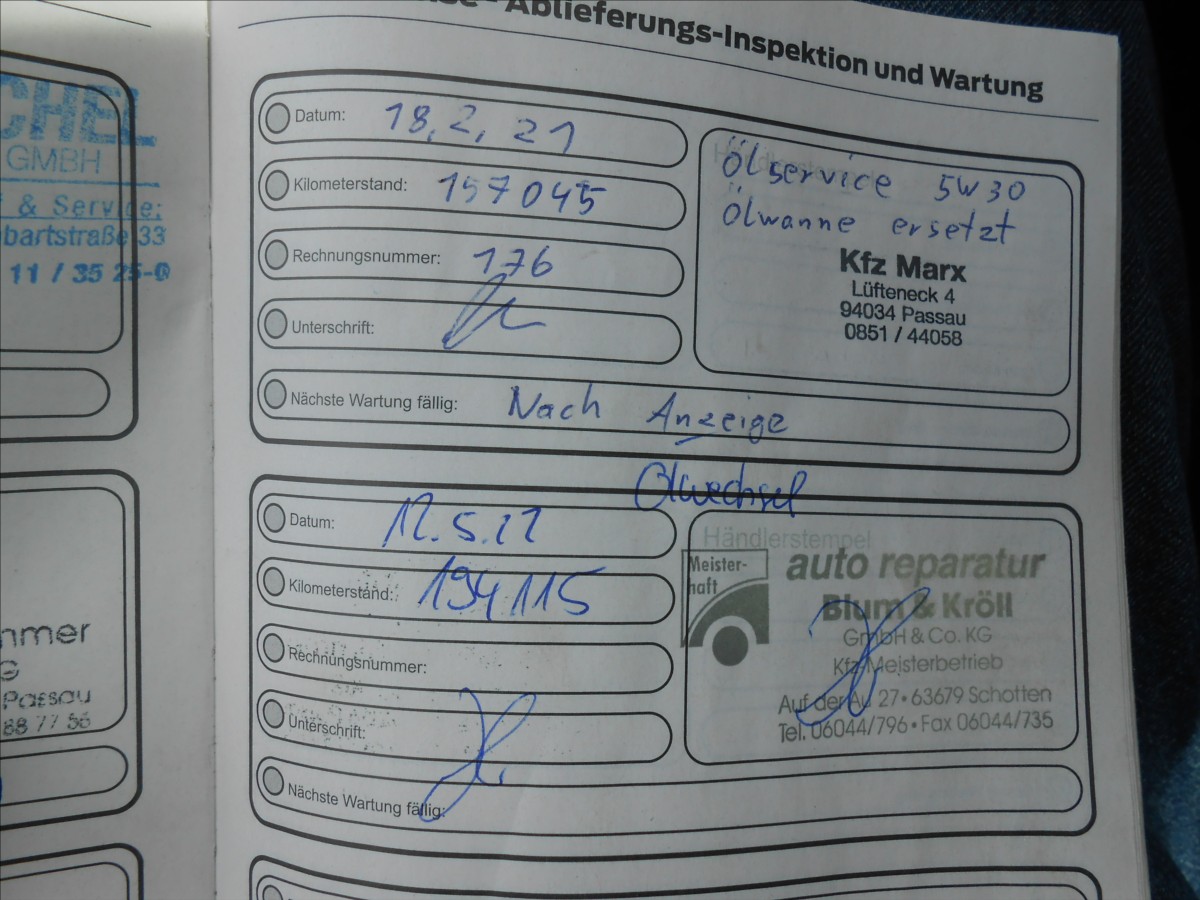 CHEL
GMBH
& Service:
bartstraße 33
11 / 35 25-0
mmer
Passau
88 77 56
- Ablieferungs-Inspektion und Wartung
Datum: 18. 2. 21
Kilometerstand: 157045
Rechnungsnummer: 176
Unterschrift:
Nächste Wartung fällig: Nach Anzeige
Ölservice 5W30
Ölwanne ersetzt
Kfz Marx
Lüfteneck 4
94034 Passau
0851 / 44058
Ölwechsel
Datum: 12.5.22
Kilometerstand: 194115
Rechnungsnummer:
Unterschrift:
Nächste Wartung fällig:
Händlerstempel
Meister-
haft
auto reparatur
Blum & Kröll
GmbH & Co. KG
Kfz Meisterbetrieb
Auf der Au 27 • 63679 Schotten
Tel. 06044/796 • Fax 06044/735